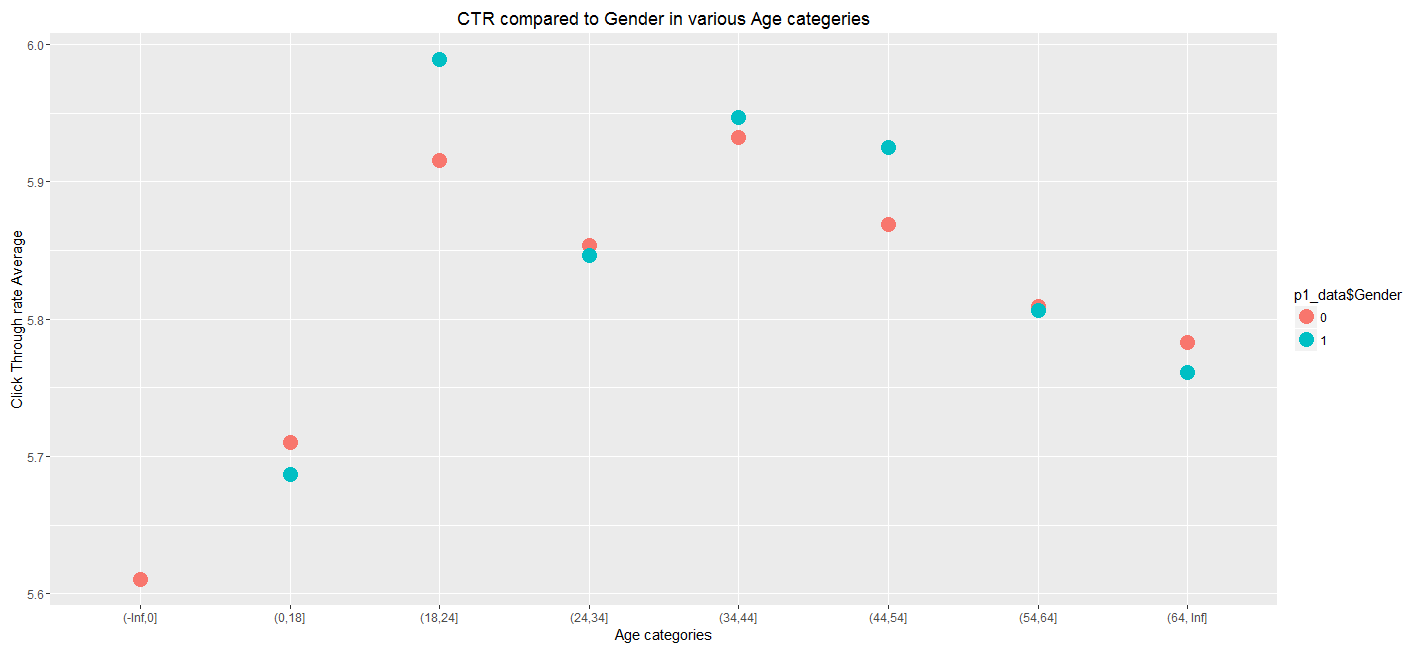 CTR compared to Gender in various Age categeries
Click Through rate Average
6.0
5.9
5.8
5.7
5.6
(-Inf,0] (0,18] (18,24] (24,34] (34,44] (44,54] (54,64] (64, Inf]
Age categories
p1_data$Gender
0
1